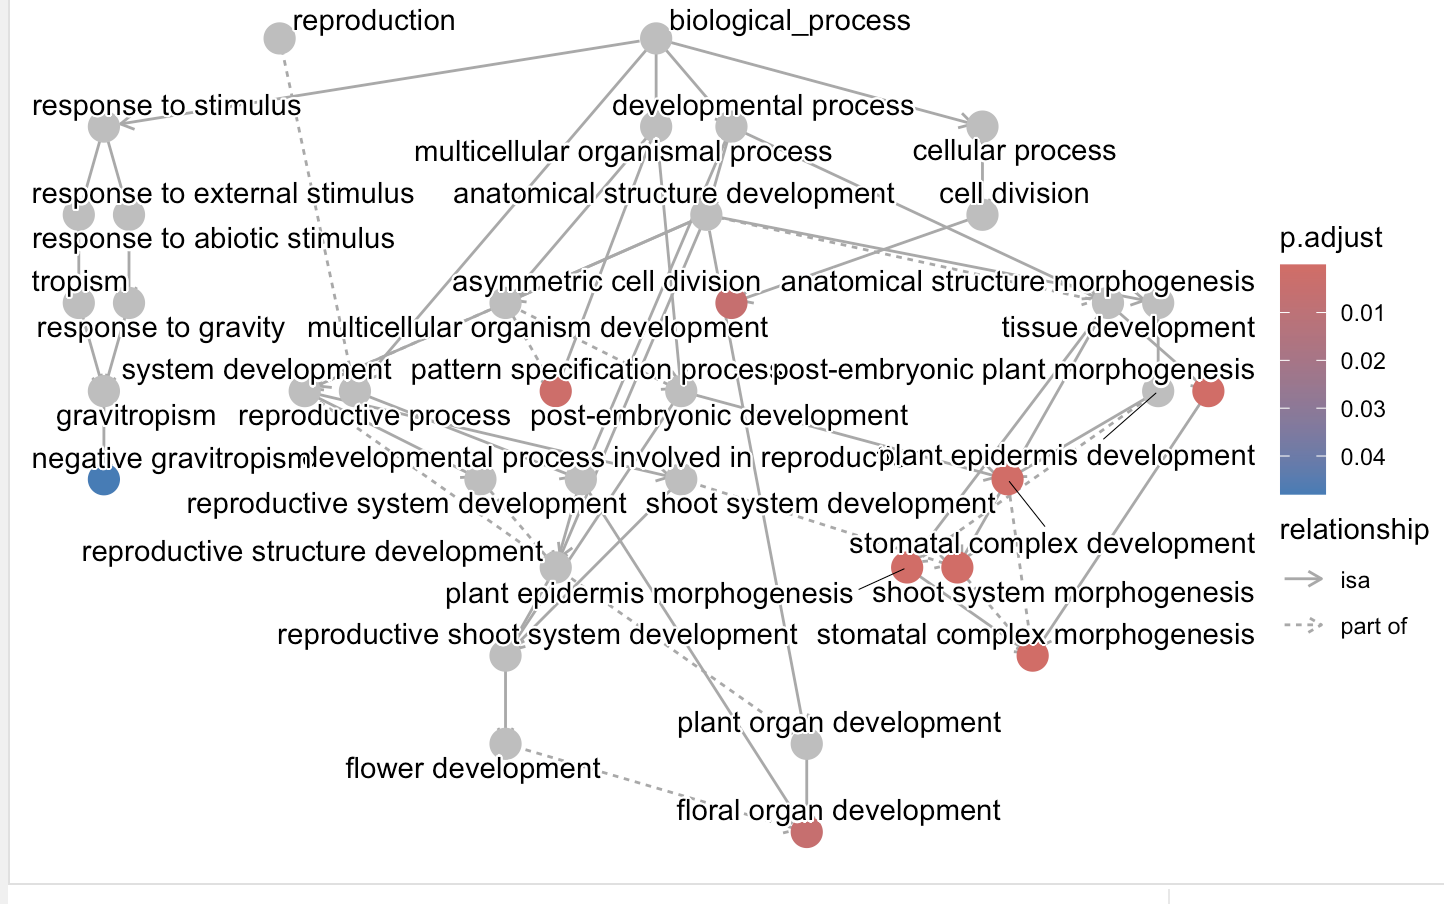 reproduction
biological_process
response to stimulus
developmental process
multicellular organismal process
cellular process
response to external stimulus
anatomical structure development
cell division
response to abiotic stimulus
p.adjust
tropism
asymmetric cell division
anatomical structure morphogenesis
0.01
response to gravity
multicellular organism development
tissue development
0.02
system development
pattern specification process
post-embryonic plant morphogenesis
0.03
gravitropism
reproductive process
post-embryonic development
0.04
negative gravitropism
developmental process involved in reproduc
plant epidermis development
reproductive system development
shoot system development
relationship
reproductive structure development
stomatal complex development
isa
plant epidermis morphogenesis
shoot system morphogenesis
part of
reproductive shoot system development
stomatal complex morphogenesis
plant organ development
flower development
floral organ development